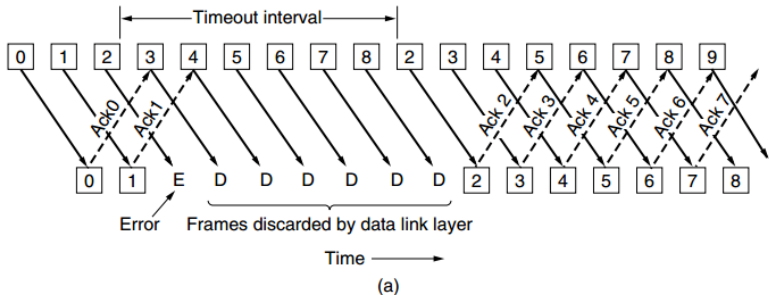 Timeout interval
0 1 2 3 4 5 6 7 8 2 3 4 5 6 7 8 9
Ack0 Ack1 Ack 2 Ack 3 Ack 4 Ack 5 Ack 6 Ack 7
0 1 E D D D D D D 2 3 4 5 6 7 8
Error Frames discarded by data link layer
Time
(a)